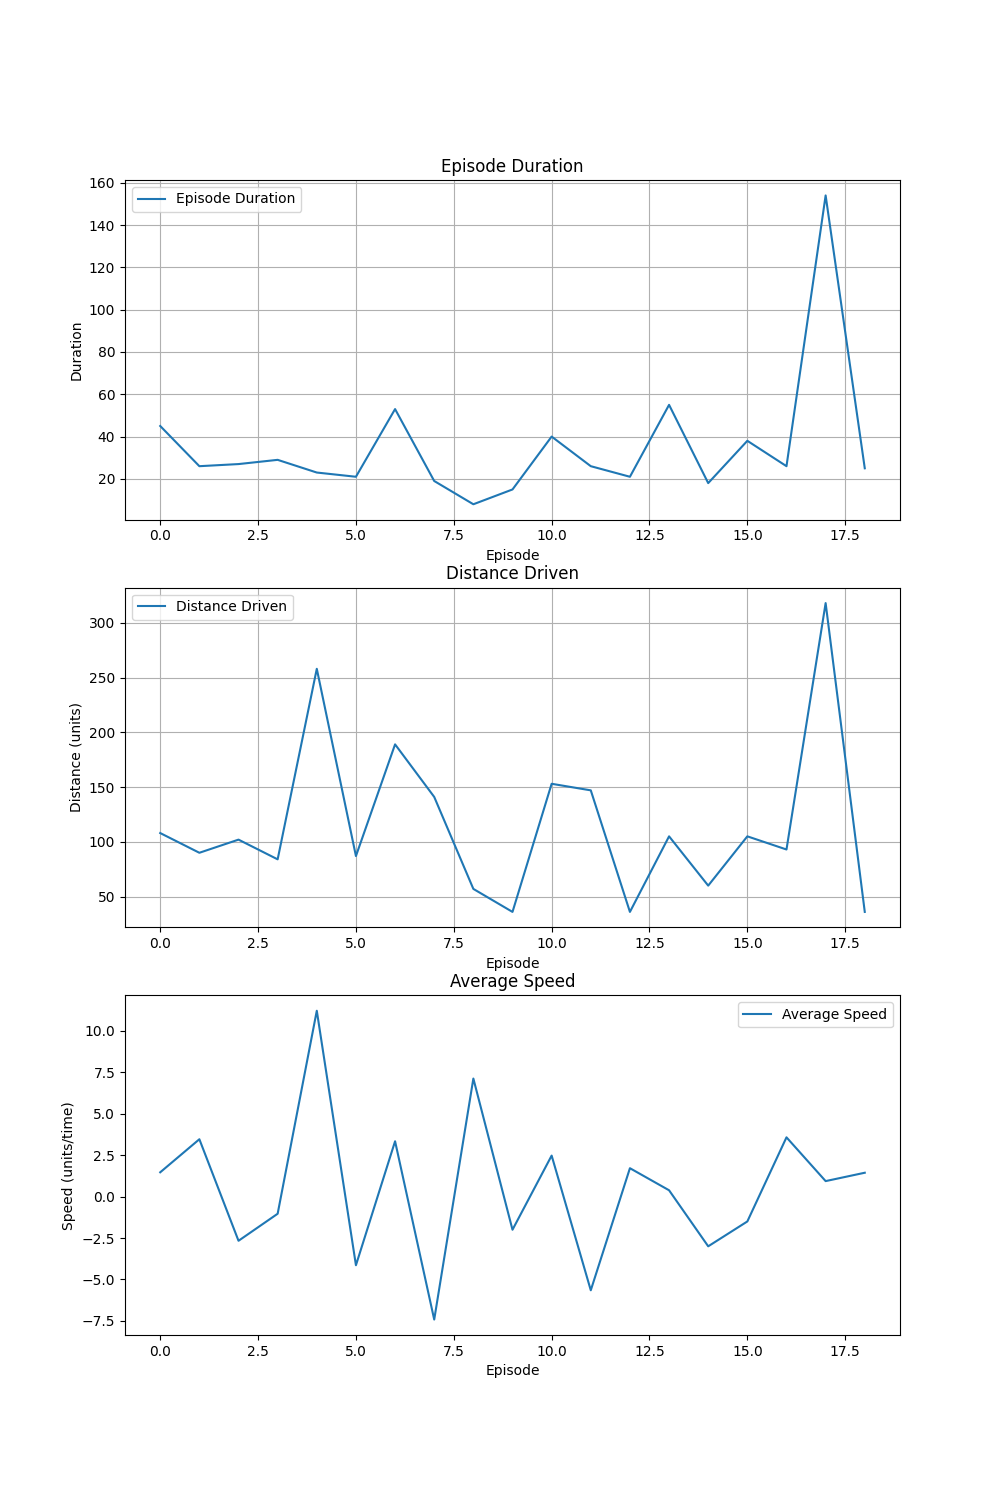 Episode Duration
160
140
120
100
80
60
40
20
Duration
Episode Duration
0.0 2.5 5.0 7.5 10.0 12.5 15.0 17.5
Episode
Distance Driven
300
250
200
150
100
50
Distance (units)
Distance Driven
0.0 2.5 5.0 7.5 10.0 12.5 15.0 17.5
Episode
Average Speed
10.0
7.5
5.0
2.5
0.0
−2.5
−5.0
−7.5
Speed (units/time)
Average Speed
0.0 2.5 5.0 7.5 10.0 12.5 15.0 17.5
Episode